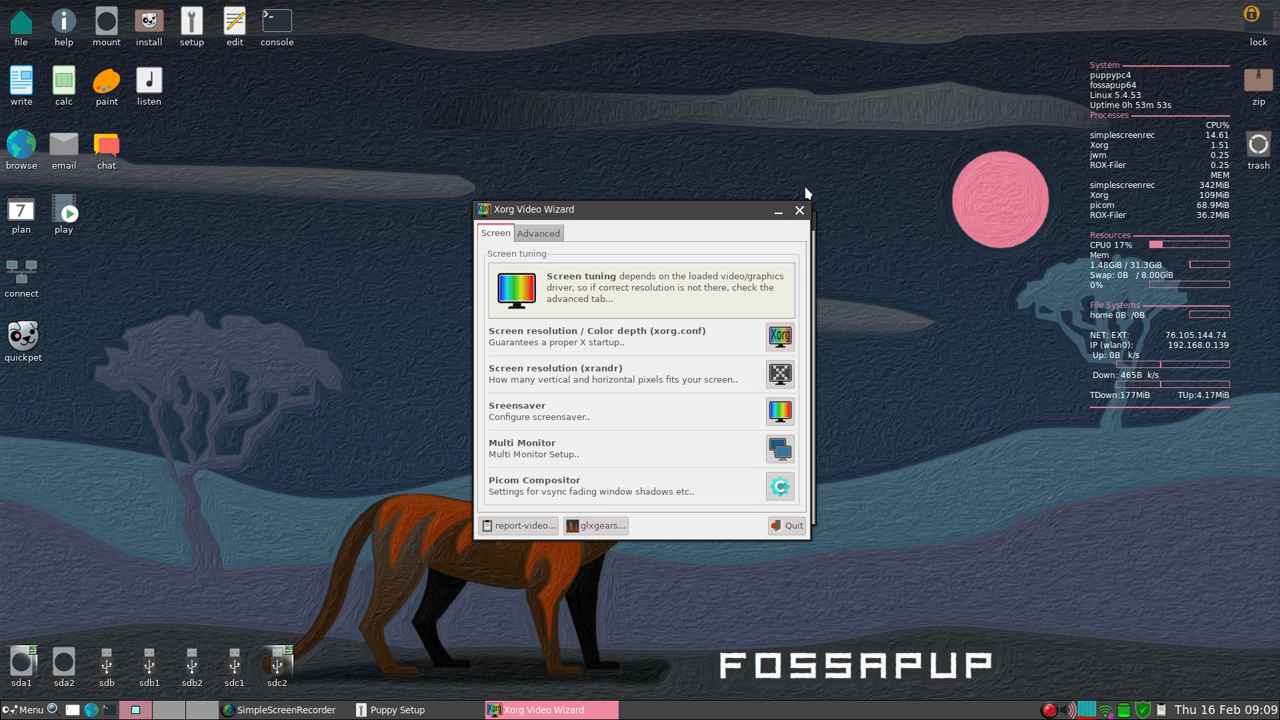 file
help
mount
install
setup
edit
console
write
calc
paint
listen
browse
email
chat
7
plan
play
connect
quickpet
lock
zip
trash
System
puppypc4
fossapup64
Linux 5.4.53
Uptime 0h 53m 53s
Processes
CPU%
simplescreenrec 14.61
Xorg 1.51
jwm 0.25
ROX-Filer 0.25
MEM
simplescreenrec 342MiB
Xorg 109MiB
picom 68.9MiB
ROX-Filer 36.2MiB
Resources
CPU0 17%
Mem
1.48GiB / 31.3GiB
Swap: 0B / 8.00GiB
0%
File Systems
home 0B /0B
NET: EXT: 76.105.144.74
IP (wlan0): 192.168.0.139
Up: 0B k/s
Down: 465B k/s
TDown:177MiB TUp:4.17MiB
Xorg
Xorg Video Wizard
Screen Advanced
Screen tuning
Screen tuning depends on the loaded video/graphics
driver, so if correct resolution is not there, check the
advanced tab...
Screen resolution / Color depth (xorg.conf)
Guarantees a proper X startup..
Xorg
Screen resolution (xrandr)
How many vertical and horizontal pixels fits your screen..
Sreensaver
Configure screensaver..
Multi Monitor
Multi Monitor Setup..
Picom Compositor
Settings for vsync fading window shadows etc..
report-video... glxgears... Quit
FOSSAPUP
sda1
sda2
sdb
sdb1
sdb2
sdc1
sdc2
Menu
SimpleScreenRecorder
Puppy Setup
Xorg Video Wizard
Thu 16 Feb 09:09